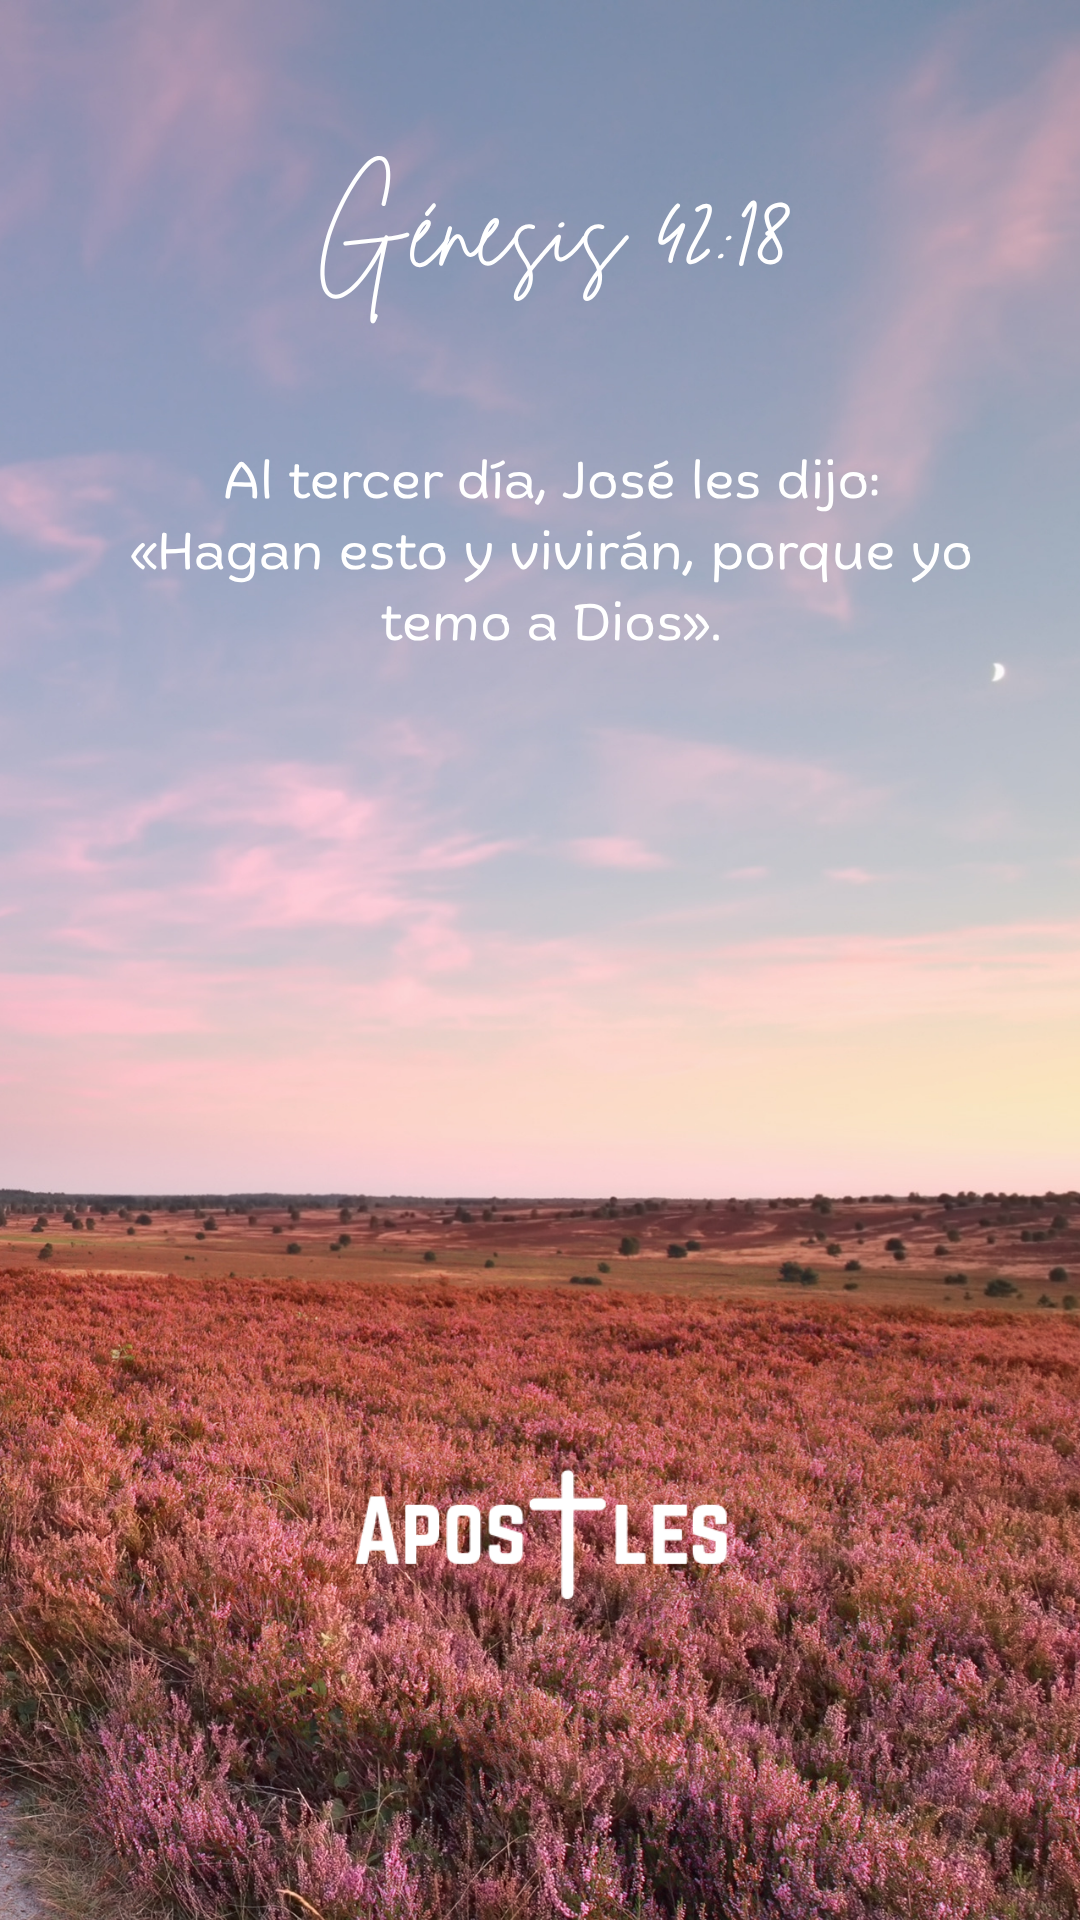 Génesis 42:18
Al tercer día, José les dijo:
«Hagan esto y vivirán, porque yo
temo a Dios».
APOSTLES